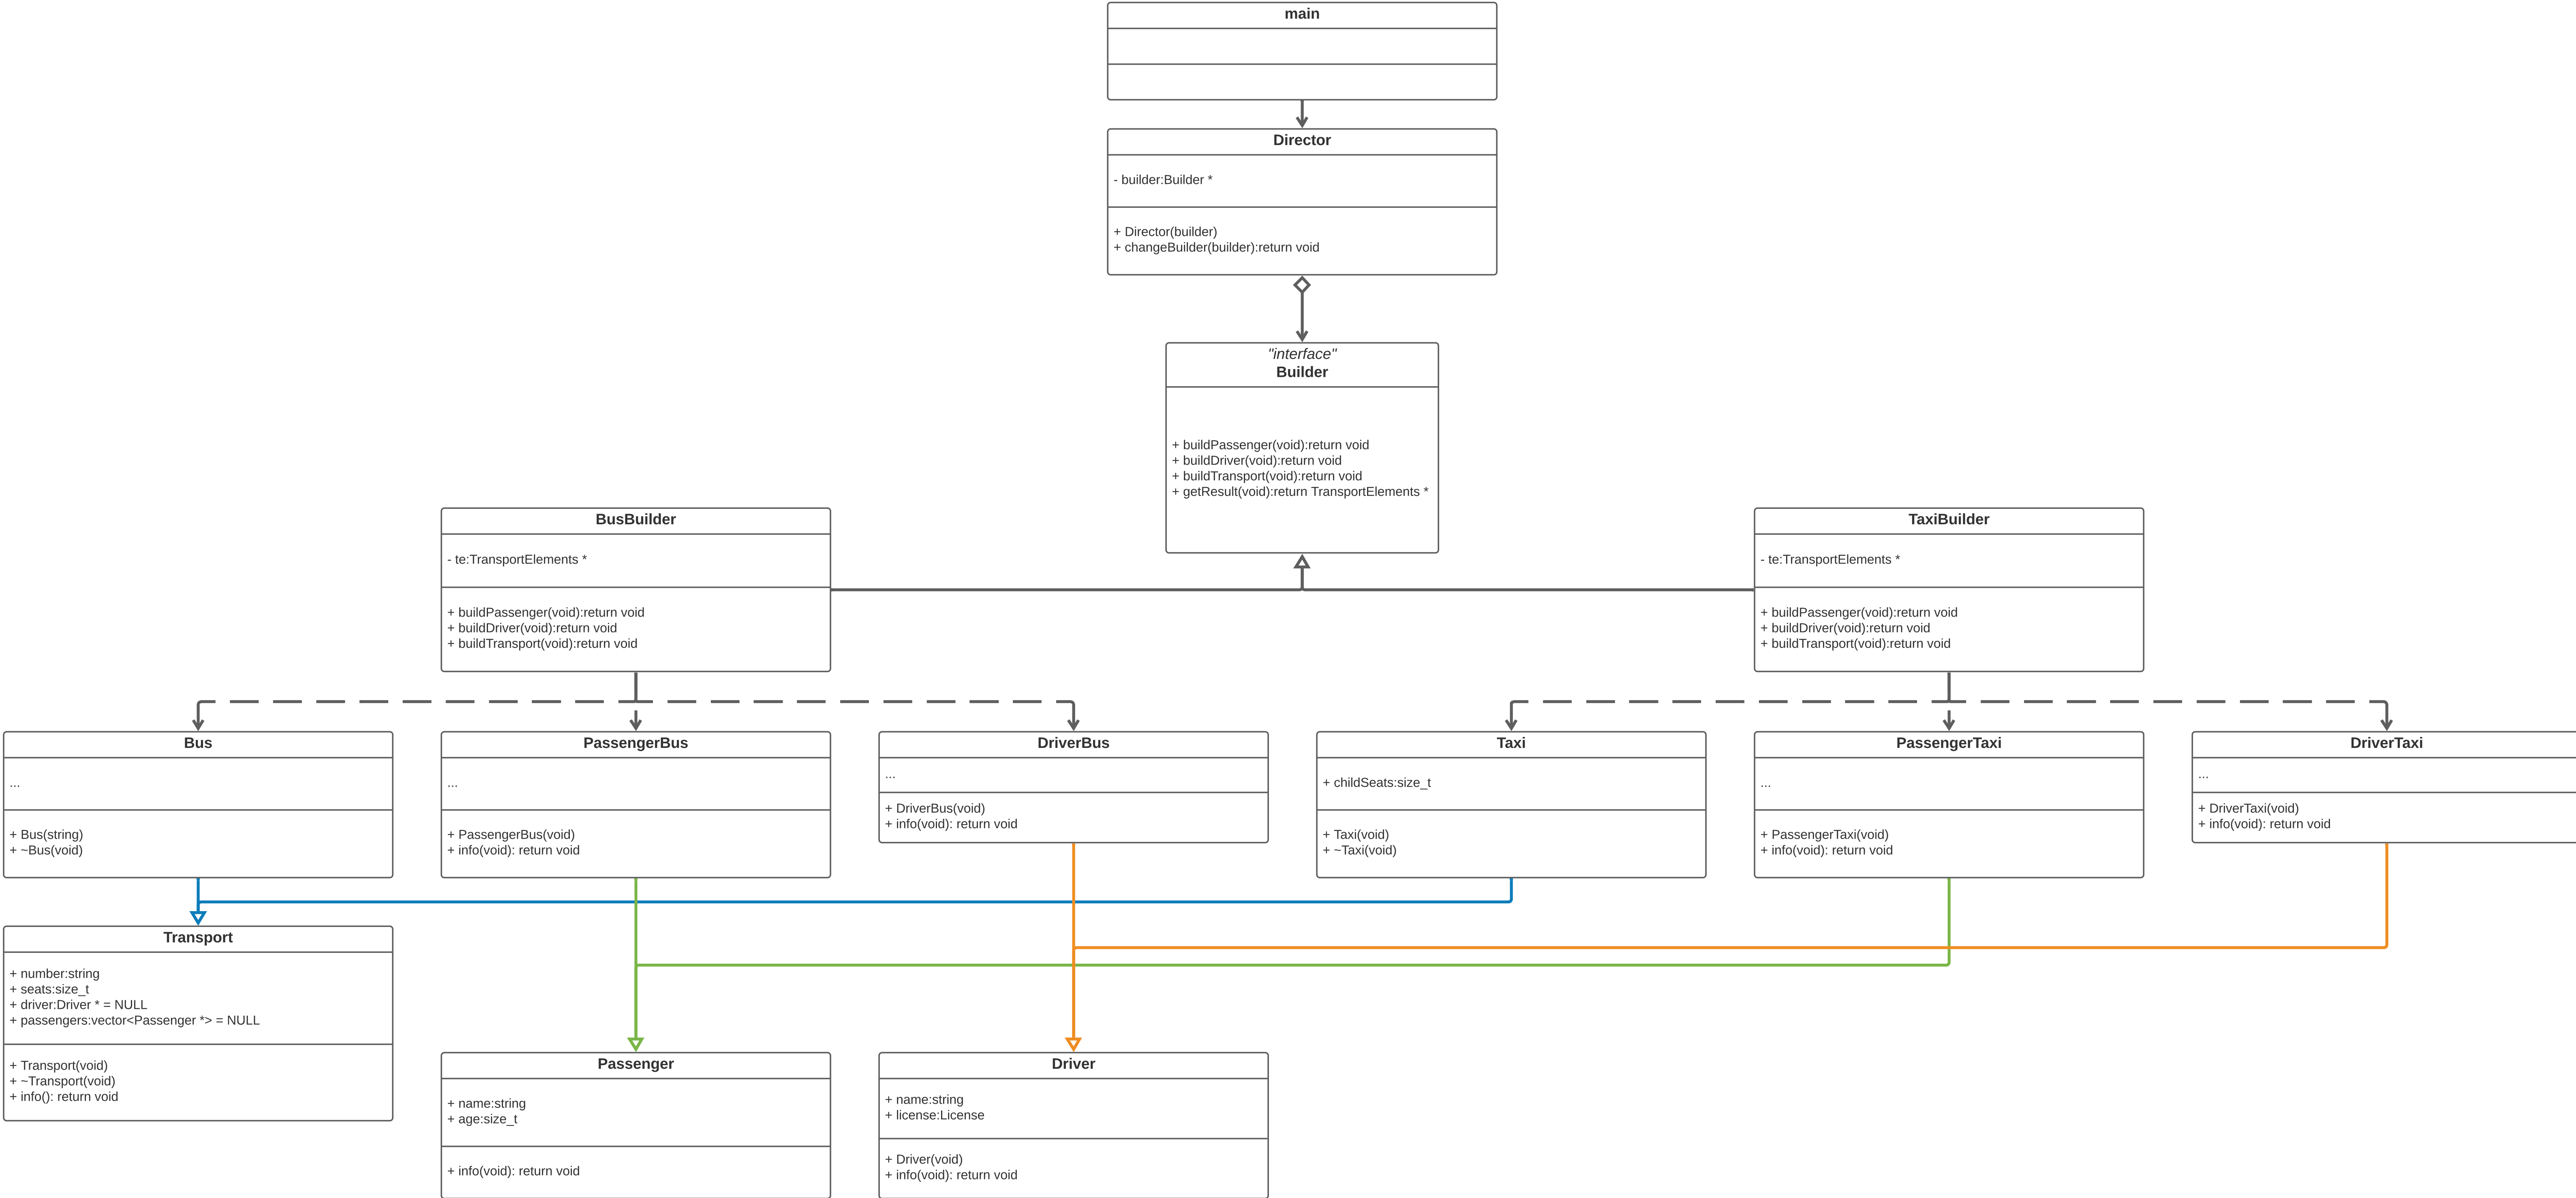 main
Director
- builder:Builder *
+ Director(builder)
+ changeBuilder(builder):return void
"interface"
Builder
+ buildPassenger(void):return void
+ buildDriver(void):return void
+ buildTransport(void):return void
+ getResult(void):return TransportElements *
BusBuilder
- te:TransportElements *
+ buildPassenger(void):return void
+ buildDriver(void):return void
+ buildTransport(void):return void
TaxiBuilder
- te:TransportElements *
+ buildPassenger(void):return void
+ buildDriver(void):return void
+ buildTransport(void):return void
Bus
...
+ Bus(string)
+ ~Bus(void)
PassengerBus
...
+ PassengerBus(void)
+ info(void): return void
DriverBus
...
+ DriverBus(void)
+ info(void): return void
Taxi
+ childSeats:size_t
+ Taxi(void)
+ ~Taxi(void)
PassengerTaxi
...
+ PassengerTaxi(void)
+ info(void): return void
DriverTaxi
...
+ DriverTaxi(void)
+ info(void): return void
Transport
+ number:string
+ seats:size_t
+ driver:Driver * = NULL
+ passengers:vector<Passenger *> = NULL
+ Transport(void)
+ ~Transport(void)
+ info(): return void
Passenger
+ name:string
+ age:size_t
+ info(void): return void
Driver
+ name:string
+ license:License
+ Driver(void)
+ info(void): return void